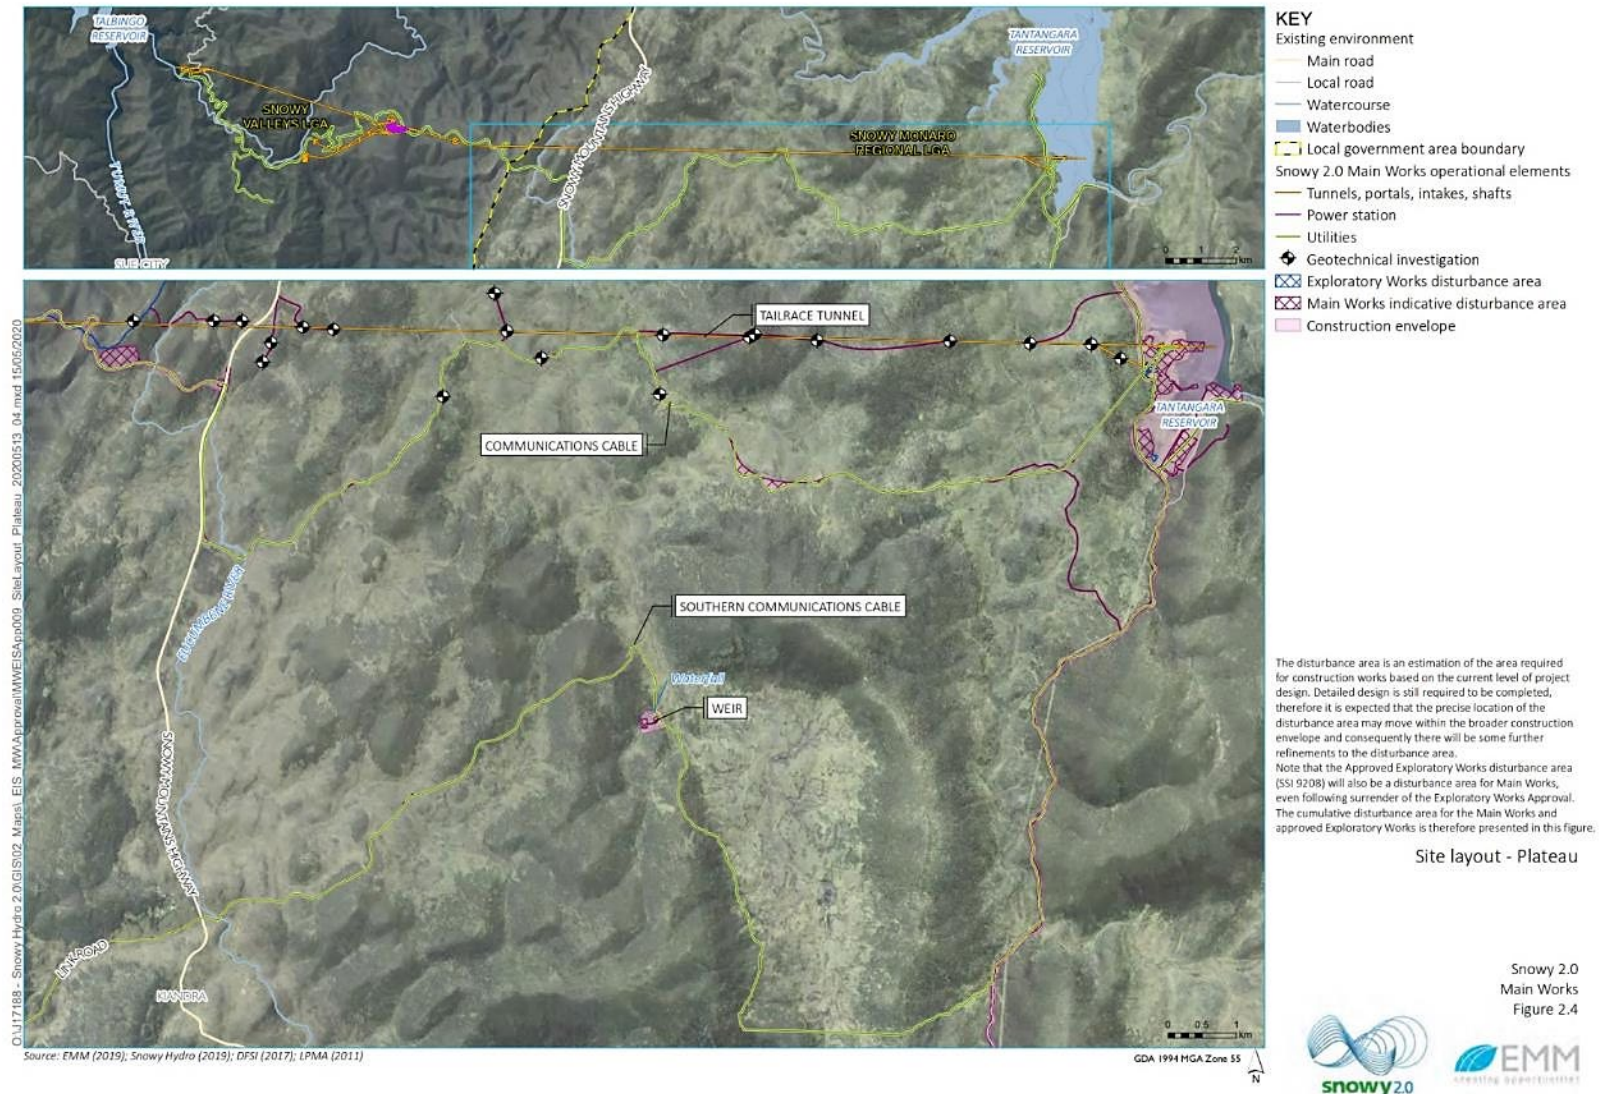 TALBINGO
RESERVOIR
TANTANGARA
RESERVOIR
SNOWY
VALLEYS LGA
SNOWY MOUNTAINS HIGHWAY
SNOWY MONARO
REGIONAL LGA
TUMUT RIVER
SUE CITY
0 1 2
km
KEY
Existing environment
Main road
Local road
Watercourse
Waterbodies
Local government area boundary
Snowy 2.0 Main Works operational elements
Tunnels, portals, intakes, shafts
Power station
Utilities
Geotechnical investigation
Exploratory Works disturbance area
Main Works indicative disturbance area
Construction envelope
TAILRACE TUNNEL
TANTANGARA
RESERVOIR
COMMUNICATIONS CABLE
EUCUMBENE RIVER
SOUTHERN COMMUNICATIONS CABLE
Waterfall
WEIR
SNOWY MOUNTAINS HIGHWAY
LINK ROAD
KIANDRA
0 0.5 1
km
The disturbance area is an estimation of the area required
for construction works based on the current level of project
design. Detailed design is still required to be completed,
therefore it is expected that the precise location of the
disturbance area may move within the broader construction
envelope and consequently there will be some further
refinements to the disturbance area.
Note that the Approved Exploratory Works disturbance area
(SSI 9208) will also be a disturbance area for Main Works,
even following surrender of the Exploratory Works Approval.
The cumulative disturbance area for the Main Works and
approved Exploratory Works is therefore presented in this figure.
Site layout - Plateau
Snowy 2.0
Main Works
Figure 2.4
snowy2.0
EMM
creating opportunities
Source: EMM (2019); Snowy Hydro (2019); DFSI (2017); LPMA (2011)
GDA 1994 MGA Zone 55
N